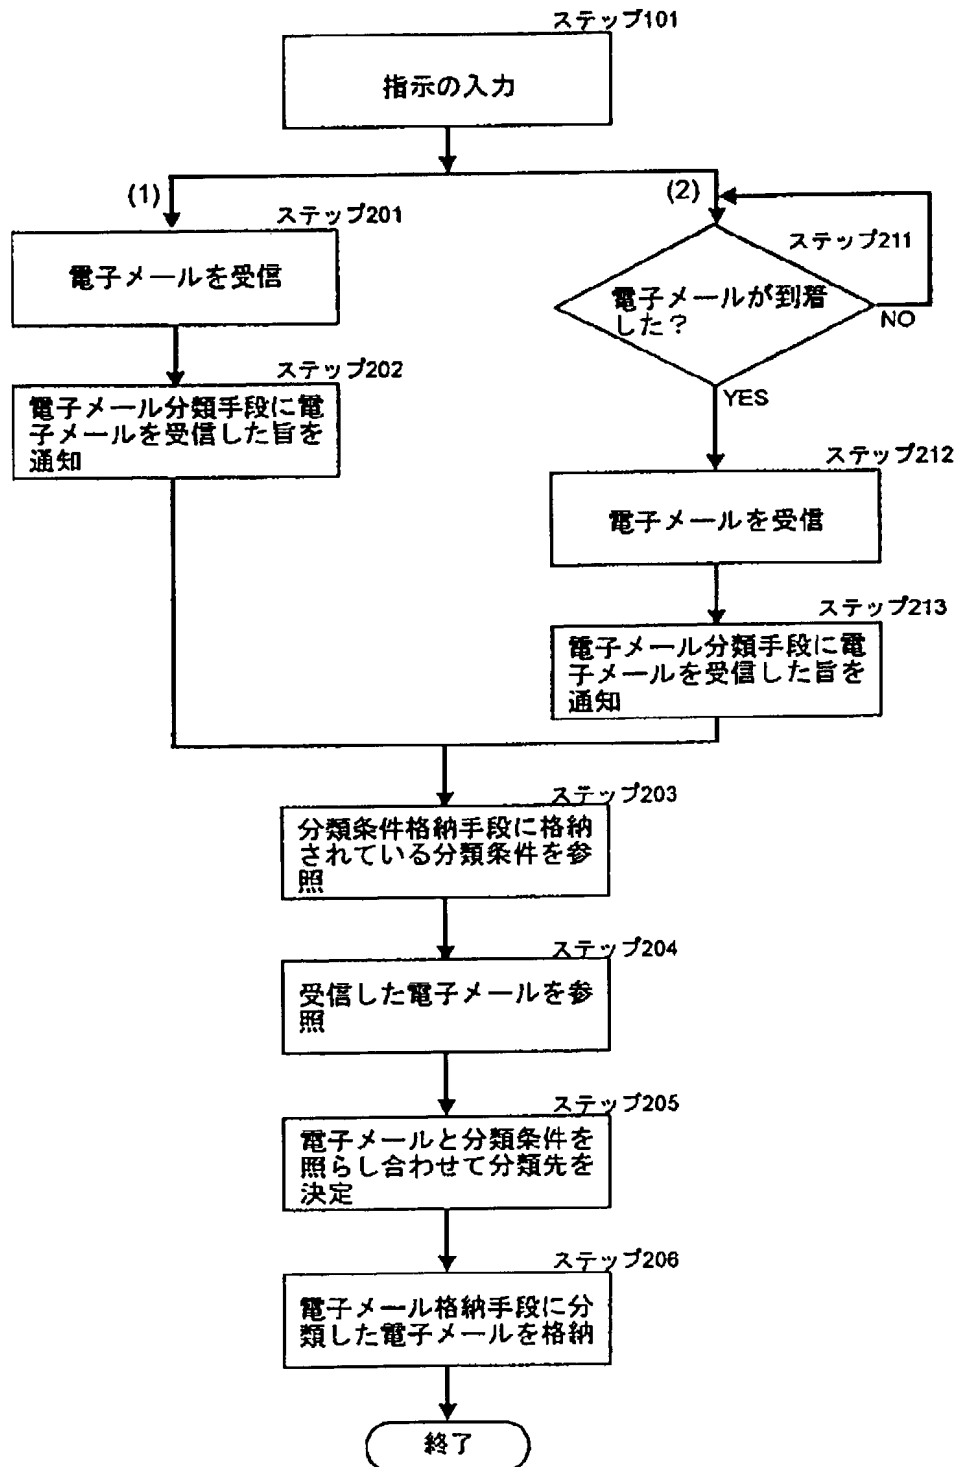 ステップ101
指示の入力
(1)
ステップ201
電子メールを受信
ステップ202
電子メール分類手段に電
子メールを受信した旨を
通知
(2)
ステップ211
電子メールが到着
した？
NO
YES
ステップ212
電子メールを受信
ステップ213
電子メール分類手段に電
子メールを受信した旨を
通知
ステップ203
分類条件格納手段に格納
されている分類条件を参
照
ステップ204
受信した電子メールを参
照
ステップ205
電子メールと分類条件を
照らし合わせて分類先を
決定
ステップ206
電子メール格納手段に分
類した電子メールを格納
終了